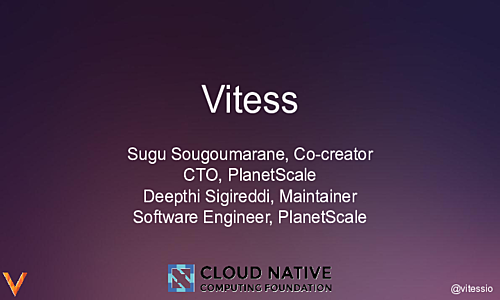 Vitess
Sugu Sougoumarane, Co-creator
CTO, PlanetScale
Deepthi Sigireddi, Maintainer
Software Engineer, PlanetScale
CLOUD NATIVE
COMPUTING FOUNDATION
@vitessio